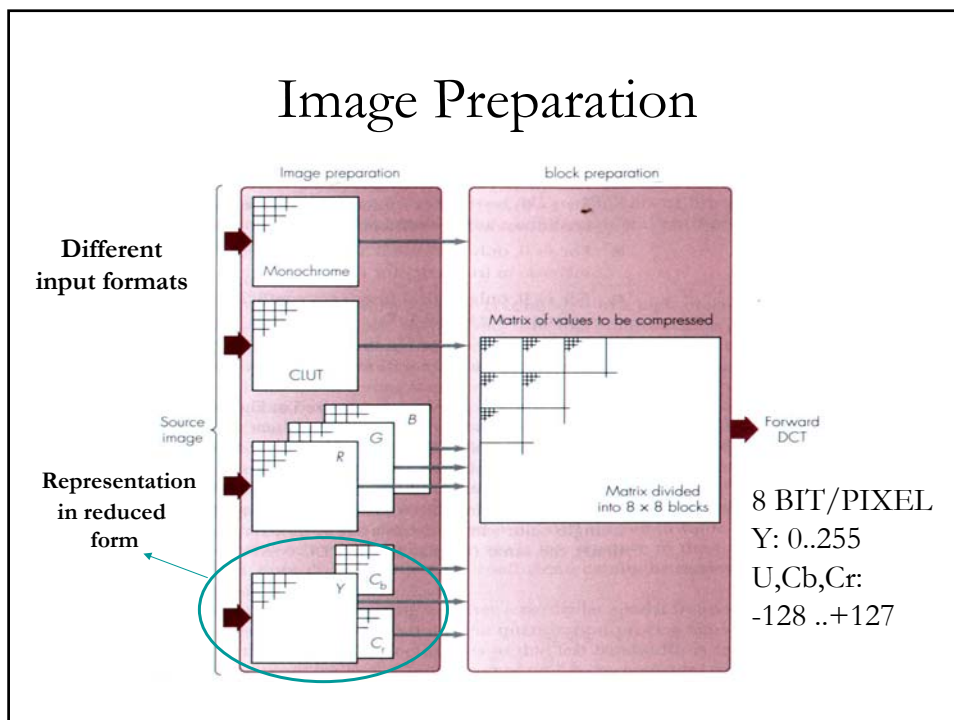 Image Preparation
Image preparation
block preparation
Different
input formats
Monochrome
CLUT
Source
image
B
G
R
Representation
in reduced
form
Y
Cb
Cr
Matrix of values to be compressed
Matrix divided
into 8 × 8 blocks
Forward
DCT
8 BIT/PIXEL
Y: 0..255
U,Cb,Cr:
-128 ..+127